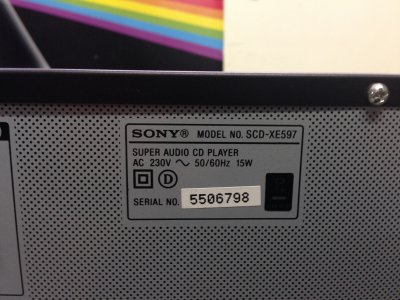 SONY® MODEL NO. SCD-XE597
SUPER AUDIO CD PLAYER
AC 230V ~ 50/60Hz 15W
D
SERIAL NO. 5506798